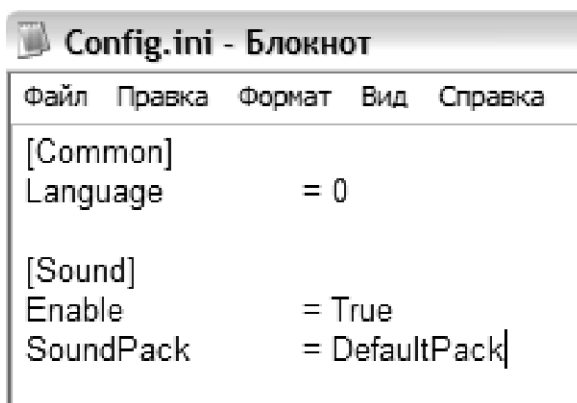 Config.ini - Блокнот
Файл Правка Формат Вид Справка
[Common]
Language = 0
[Sound]
Enable = True
SoundPack = DefaultPack